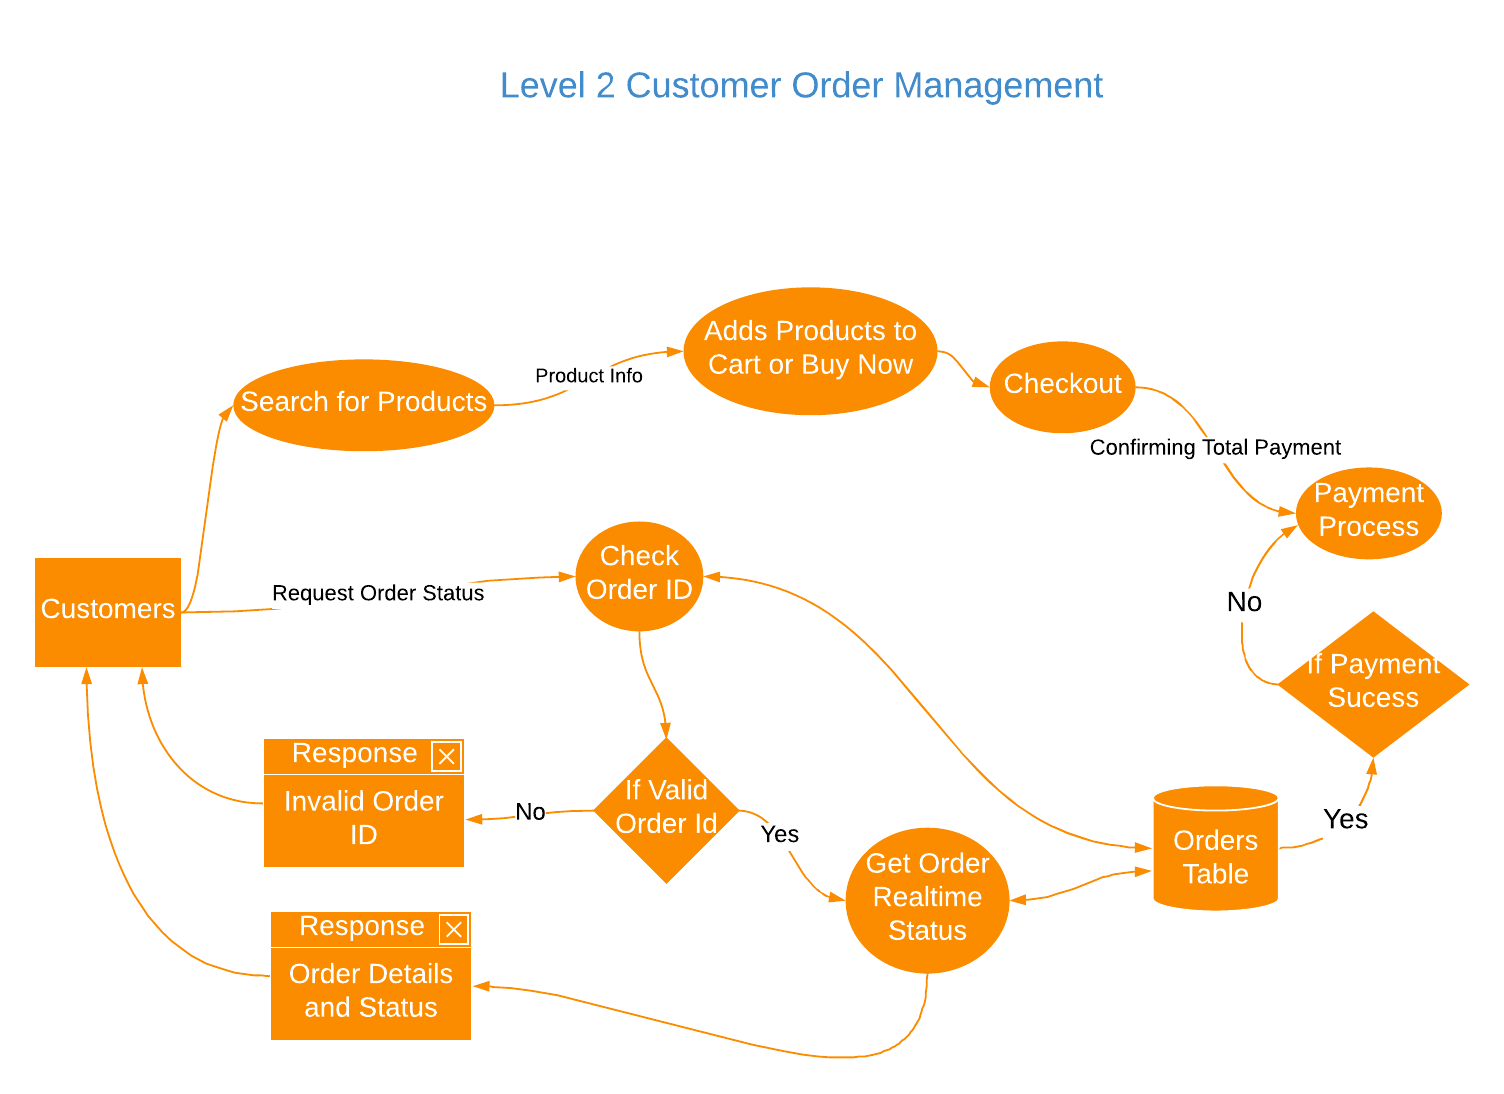 Level 2 Customer Order Management
Adds Products to
Cart or Buy Now
Product Info
Checkout
Search for Products
Confirming Total Payment
Payment
Process
Check
Order ID
Request Order Status
Customers
No
If Payment
Sucess
Response
Invalid Order
ID
No
If Valid
Order Id
Yes
Yes
Orders
Table
Get Order
Realtime
Status
Response
Order Details
and Status